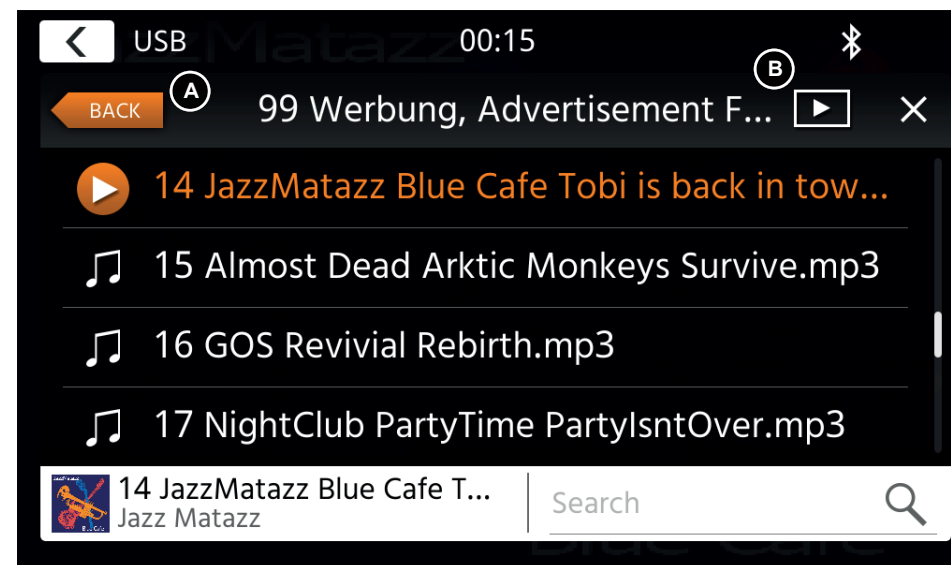 USB
00:15
A
B
BACK
99 Werbung, Advertisement F...
14 JazzMatazz Blue Cafe Tobi is back in tow...
15 Almost Dead Arktic Monkeys Survive.mp3
16 GOS Revivial Rebirth.mp3
17 NightClub PartyTime PartyIsntOver.mp3
14 JazzMatazz Blue Cafe T...
Jazz Matazz
Search
Blue Cafe